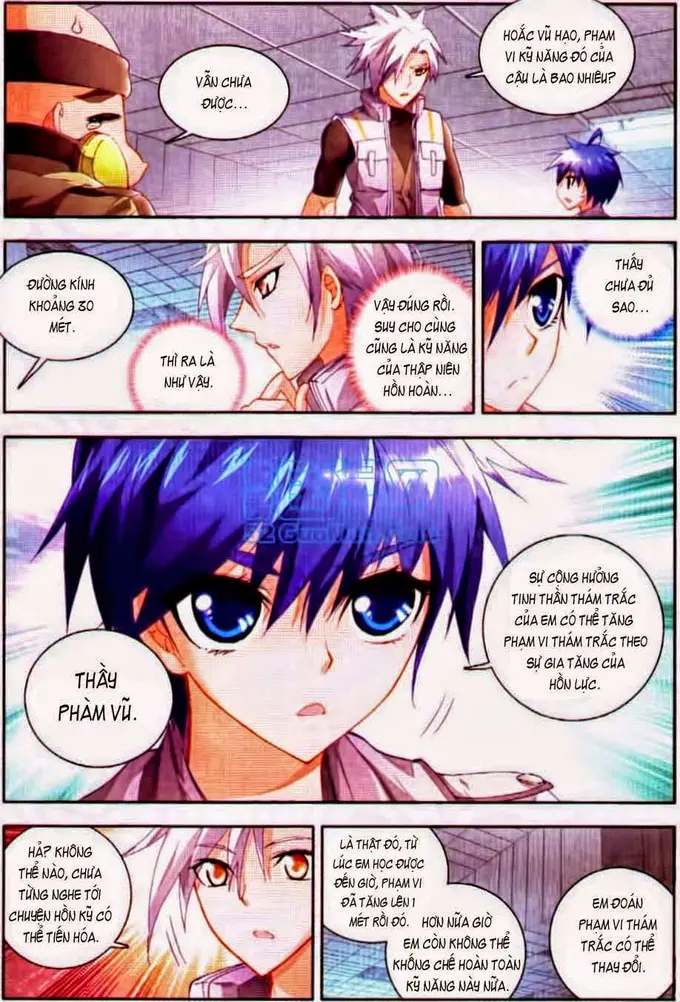 VẪN CHƯA
ĐƯỢC...
HOẮC VŨ HẠO, PHẠM
VI KỸ NĂNG ĐÓ CỦA
CẬU LÀ BAO NHIÊU?
ĐƯỜNG KÍNH
KHOẢNG 30
MÉT.
THÌ RA LÀ
NHƯ VẬY.
VẬY ĐÚNG RỒI.
SUY CHO CÙNG
CŨNG LÀ KỸ NĂNG
CỦA THẬP NIÊN
HỒN HOÀN...
THẤY
CHƯA ĐỦ
SAO...
THẦY
PHÀM VŨ.
SỰ CỘNG HƯỞNG
TINH THẦN THÁM TRẮC
CỦA EM CÓ THỂ TĂNG
PHẠM VI THÁM TRẮC THEO
SỰ GIA TĂNG CỦA
HỒN LỰC.
HẢ? KHÔNG
THỂ NÀO, CHƯA
TỪNG NGHE TỚI
CHUYỆN HỒN KỸ CÓ
THỂ TIẾN HÓA.
LÀ THẬT ĐÓ, TỪ
LÚC EM HỌC ĐƯỢC
ĐẾN GIỜ, PHẠM VI
ĐÃ TĂNG LÊN 1
MÉT RỒI ĐÓ.
HƠN NỮA GIỜ
EM CÒN KHÔNG THỂ
KHỐNG CHẾ HOÀN TOÀN
KỸ NĂNG NÀY NỮA.
EM ĐOÁN
PHẠM VI THÁM
TRẮC CÓ THỂ
THAY ĐỔI.